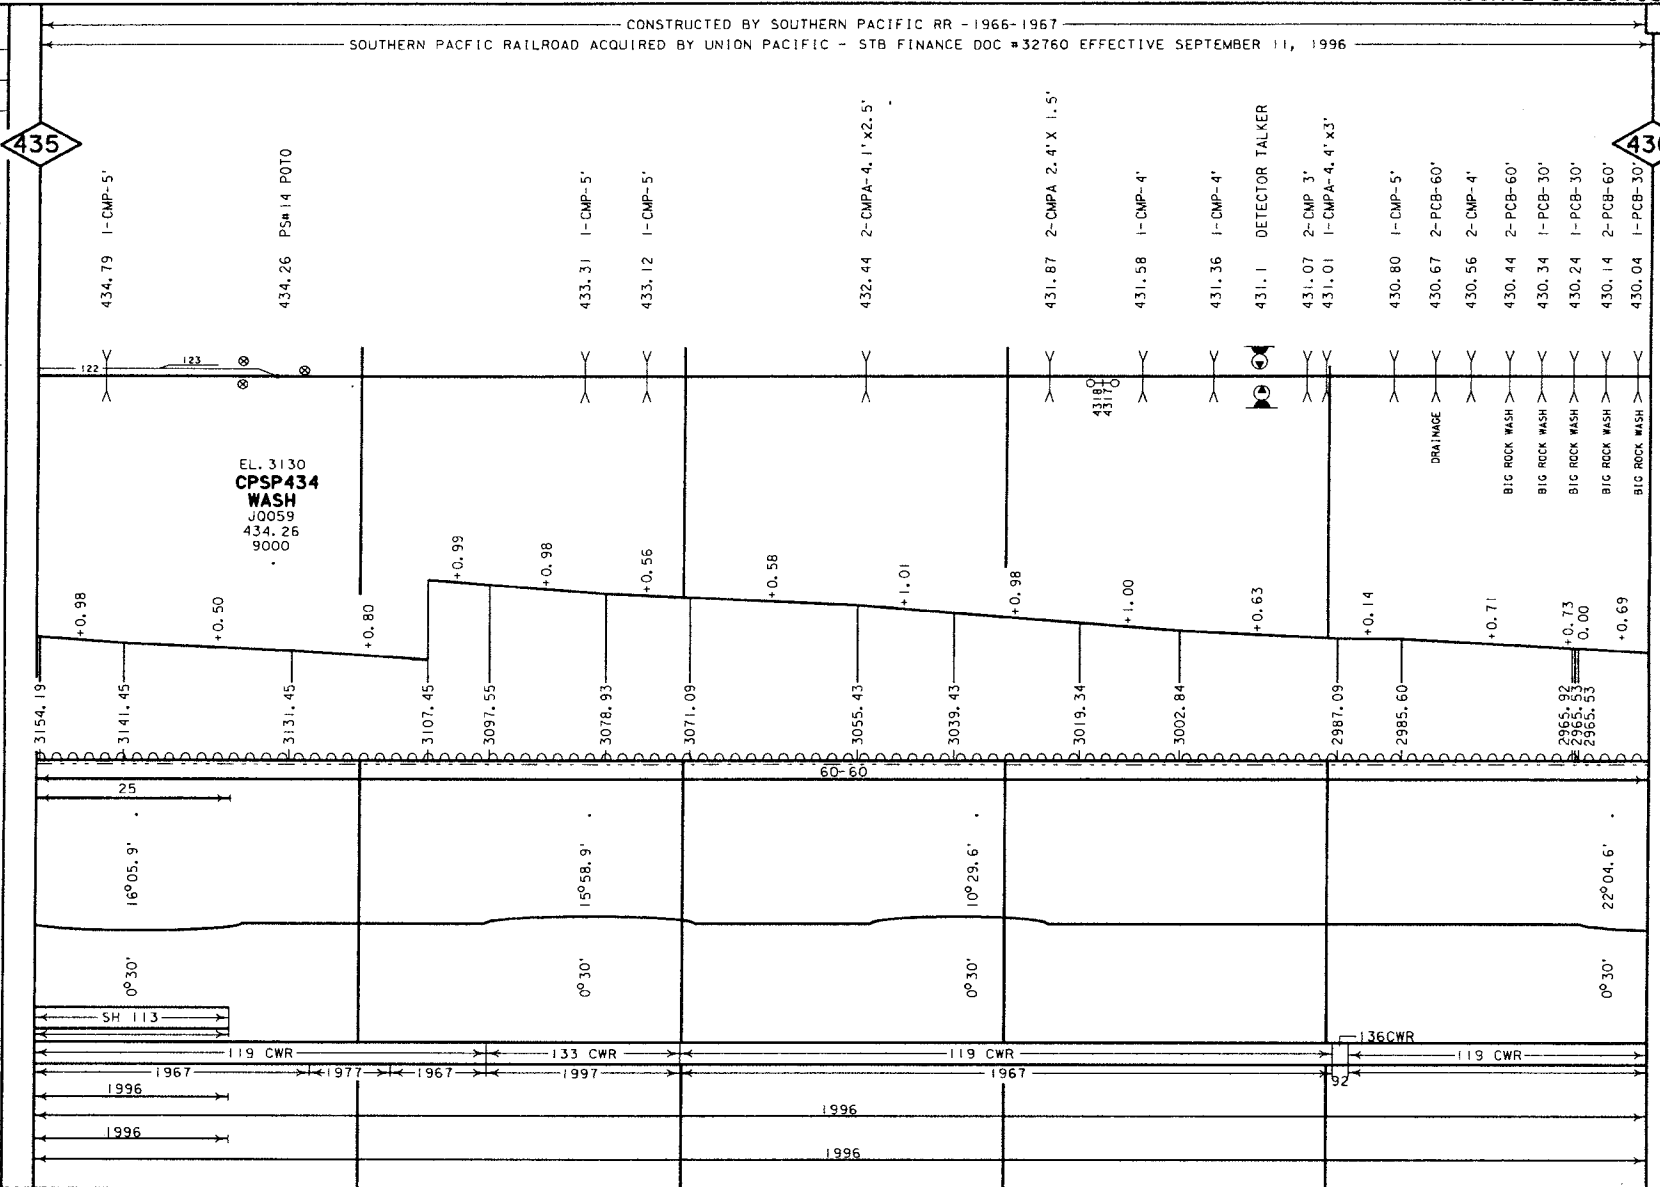 CONSTRUCTED BY SOUTHERN PACIFIC RR - 1966-1967
SOUTHERN PACFIC RAILROAD ACQUIRED BY UNION PACIFIC - STB FINANCE DOC #32760 EFFECTIVE SEPTEMBER 11, 1996
435
434.79 1-CMP-5'
434.26 PS#14 POTO
433.31 1-CMP-5'
433.12 1-CMP-5'
432.44 2-CMPA-4.1'x2.5'
431.87 2-CMPA 2.4'X 1.5'
431.58 1-CMP-4'
431.36 1-CMP-4'
431.1 DETECTOR TALKER
431.07 2-CMP 3'
431.01 1-CMPA-4.4'x3'
430.80 1-CMP-5'
430.67 2-PCB-60'
430.56 2-CMP-4'
430.44 2-PCB-60'
430.34 1-PCB-30'
430.24 1-PCB-30'
430.14 2-PCB-60'
430.04 1-PCB-30'
122
123
4318
4317
DRAINAGE
BIG ROCK WASH
BIG ROCK WASH
BIG ROCK WASH
BIG ROCK WASH
BIG ROCK WASH
EL. 3130
CPSP434
WASH
JQ059
434.26
9000
+0.98
+0.50
+0.80
+0.99
+0.98
+0.56
+0.58
+1.01
+0.98
+1.00
+0.63
+0.14
+0.71
+0.73
0.00
+0.69
3154.19
3141.45
3131.45
3107.45
3097.55
3078.93
3071.09
3055.43
3039.43
3019.34
3002.84
2987.09
2985.60
2965.92
2965.53
2965.53
60-60
25
16°05.9'
15°58.9'
10°29.6'
22°04.6'
0°30'
0°30'
0°30'
0°30'
SH 113
136CWR
119 CWR
133 CWR
119 CWR
119 CWR
1967
1977
1967
1997
1967
92
1996
1996
1996
1996